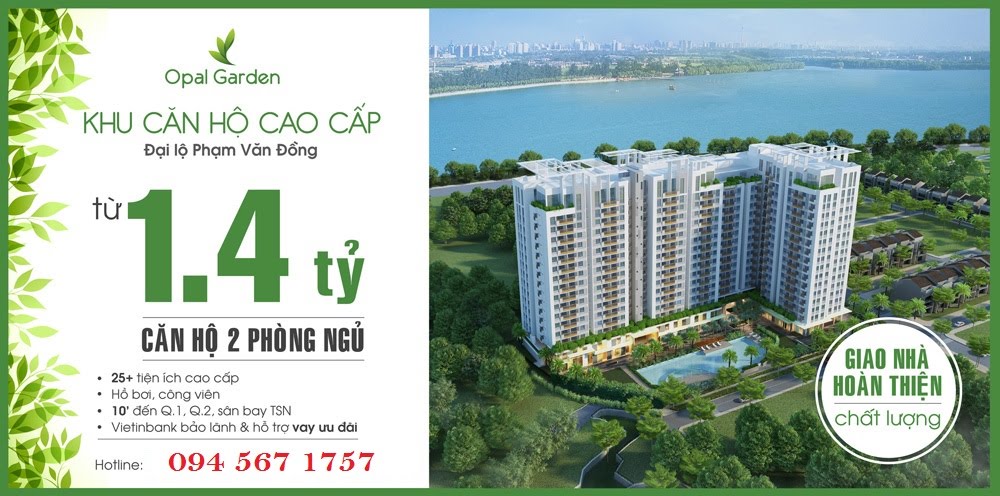 Opal Garden
KHU CĂN HỘ CAO CẤP
Đại lộ Phạm Văn Đồng
từ 1.4 tỷ
CĂN HỘ 2 PHÒNG NGỦ
• 25+ tiện ích cao cấp
• Hồ bơi, công viên
• 10' đến Q.1, Q.2, sân bay TSN
• Vietinbank bảo lãnh & hỗ trợ vay ưu đãi
Hotline: 094 567 1757
GIAO NHÀ
HOÀN THIỆN
chất lượng